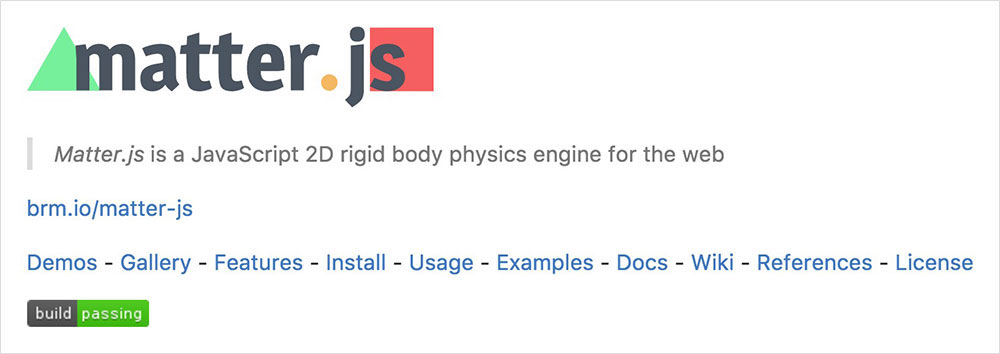 matter.js
Matter.js is a JavaScript 2D rigid body physics engine for the web
brm.io/matter-js
Demos - Gallery - Features - Install - Usage - Examples - Docs - Wiki - References - License
build passing